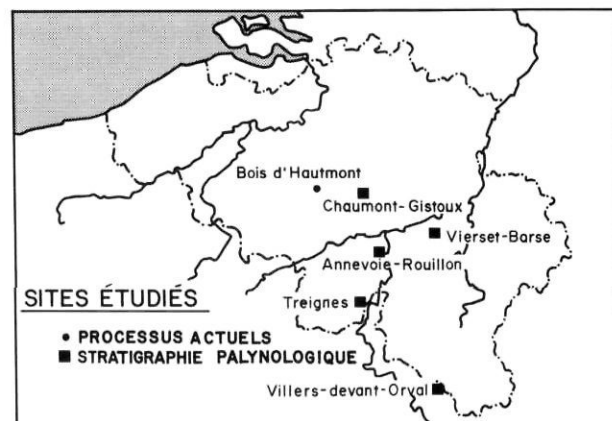 Bois d'Hautmont
Chaumont-Gistoux
Vierset-Barse
Annevoie-Rouillon
SITES ÉTUDIÉS
Treignes
PROCESSUS ACTUELS
STRATIGRAPHIE PALYNOLOGIQUE
Villers-devant-Orval